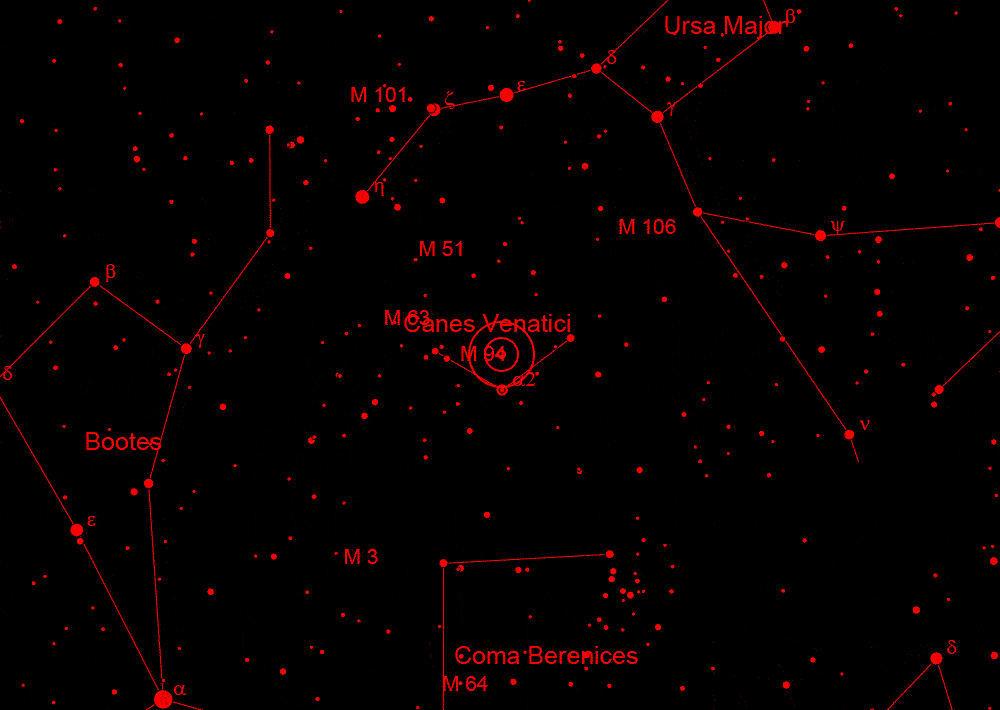 Ursa Major
β
δ
ε
M 101
ζ
γ
η
M 106
ψ
M 51
β
M 63
Canes Venatici
γ
M 94
δ
α2
ν
Bootes
ε
M 3
Coma Berenices
δ
M 64
α